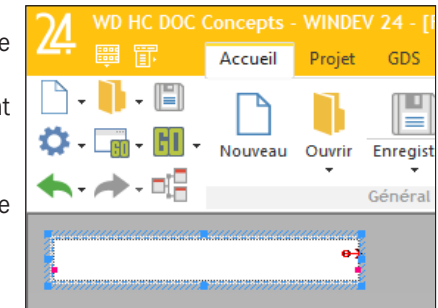 24 WD HC DOC Concepts - WINDEV 24 - [
Accueil Projet GDS
GO GO
Nouveau Ouvrir Enregist
Général